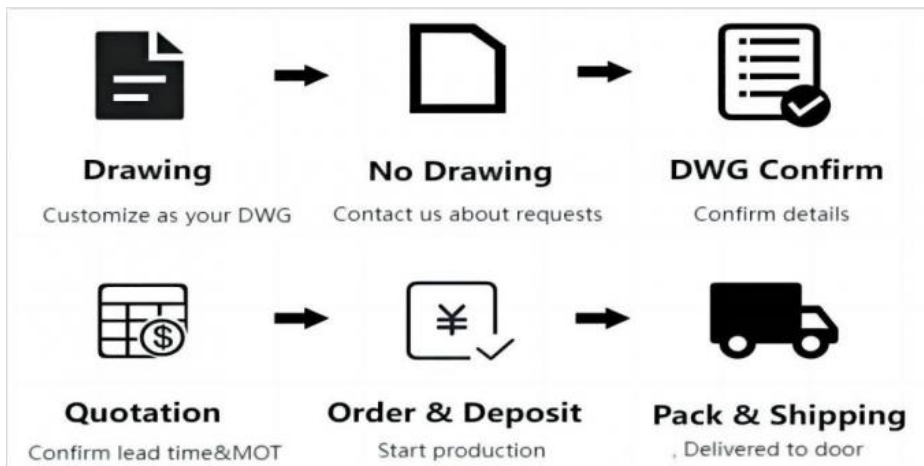 Drawing
No Drawing
DWG Confirm
Customize as your DWG
Contact us about requests
Confirm details
$
¥
Quotation
Order & Deposit
Pack & Shipping
Confirm lead time&MOT
Start production
, Delivered to door